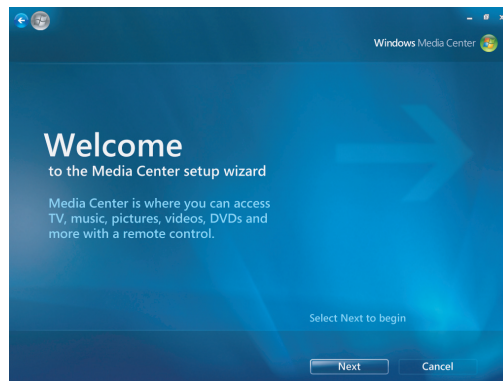 Windows Media Center
Welcome
to the Media Center setup wizard
Media Center is where you can access
TV, music, pictures, videos, DVDs and
more with a remote control.
Select Next to begin
Next
Cancel